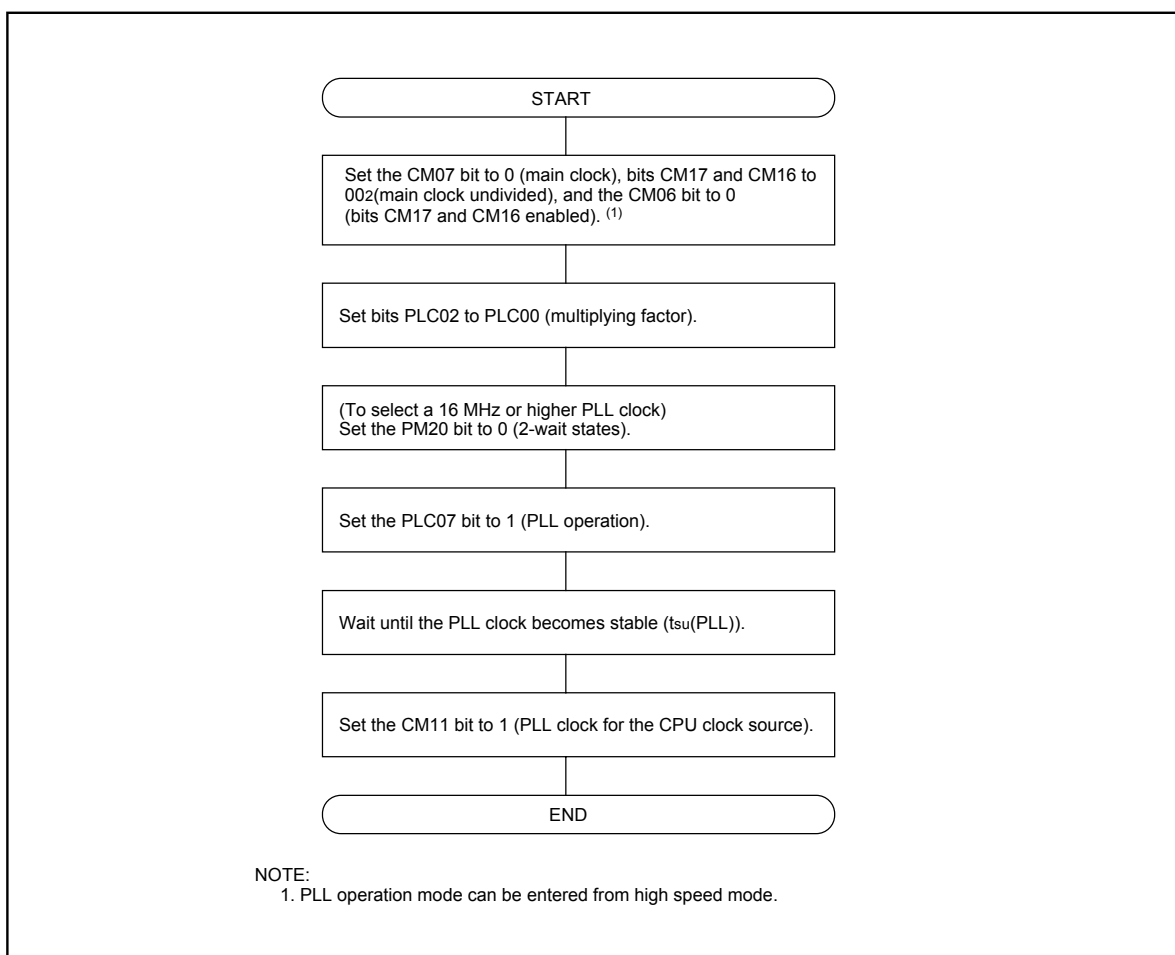 START
Set the CM07 bit to 0 (main clock), bits CM17 and CM16 to
002(main clock undivided), and the CM06 bit to 0
(bits CM17 and CM16 enabled). (1)
Set bits PLC02 to PLC00 (multiplying factor).
(To select a 16 MHz or higher PLL clock)
Set the PM20 bit to 0 (2-wait states).
Set the PLC07 bit to 1 (PLL operation).
Wait until the PLL clock becomes stable (tsu(PLL)).
Set the CM11 bit to 1 (PLL clock for the CPU clock source).
END
NOTE:
1. PLL operation mode can be entered from high speed mode.